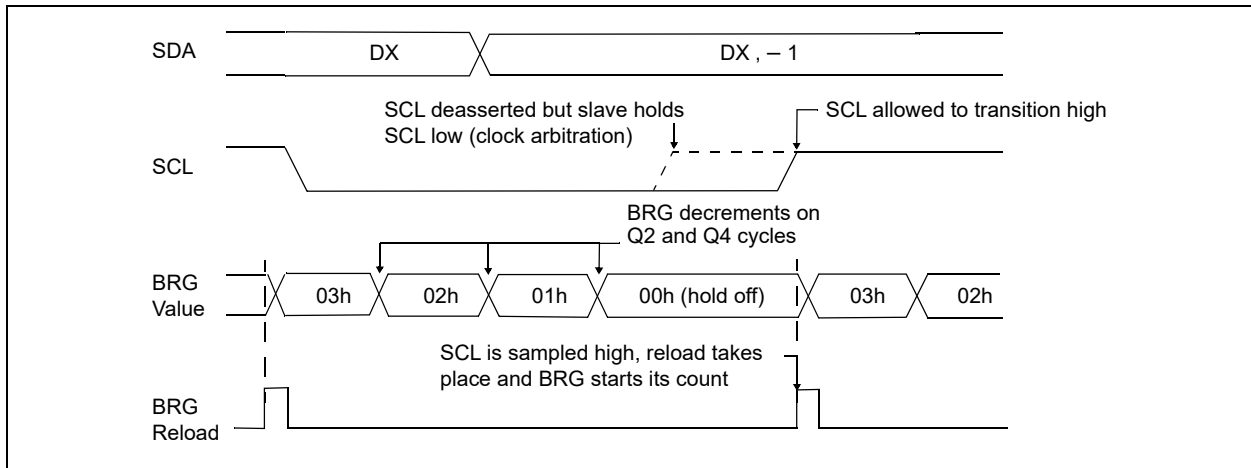 SDA
DX
DX , – 1
SCL deasserted but slave holds
SCL low (clock arbitration)
SCL allowed to transition high
SCL
BRG decrements on
Q2 and Q4 cycles
BRG
Value
03h
02h
01h
00h (hold off)
03h
02h
SCL is sampled high, reload takes
place and BRG starts its count
BRG
Reload